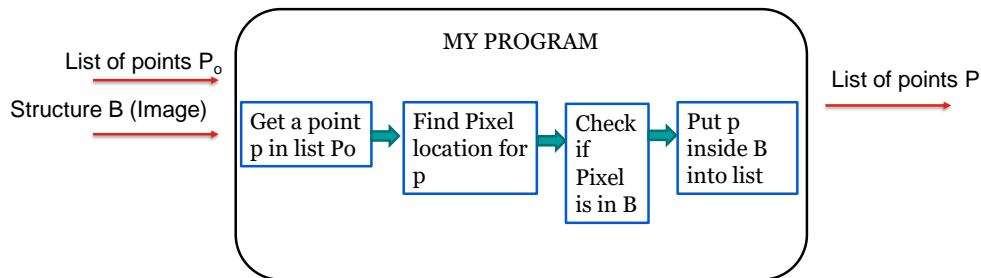 MY PROGRAM
List of points Po
Structure B (Image)
Get a point
p in list Po
Find Pixel
location for
p
Check
if
Pixel
is in B
Put p
inside B
into list
List of points P